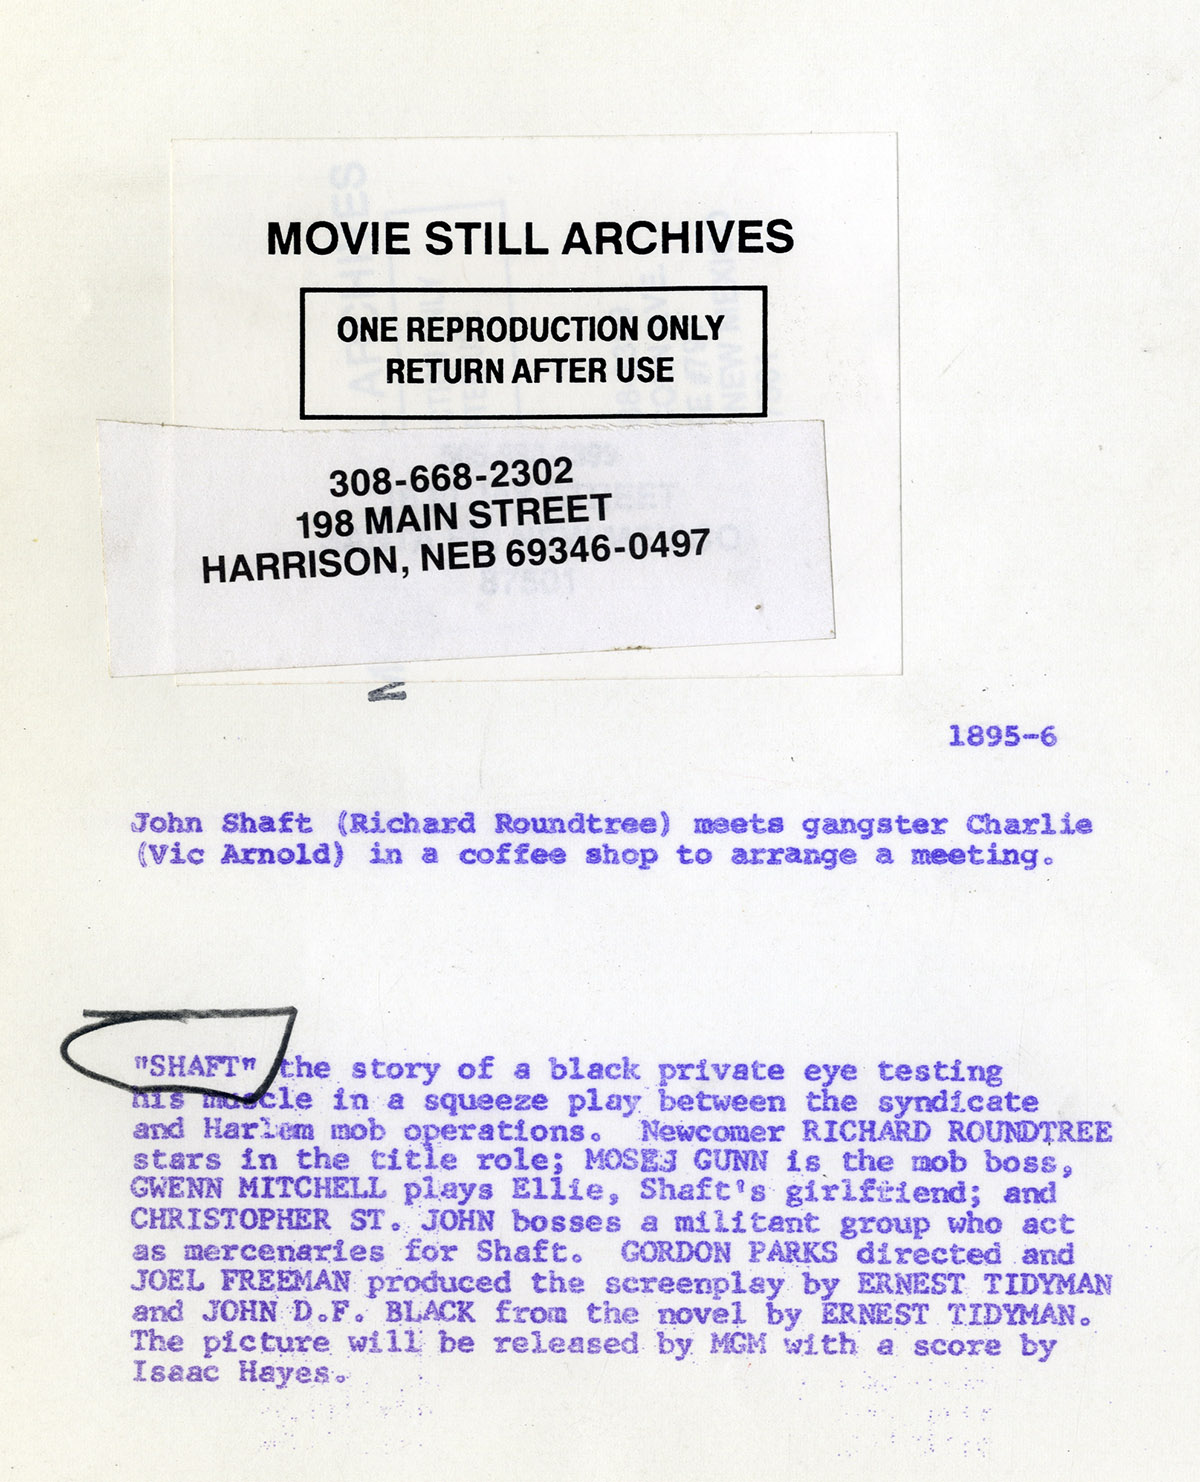 MOVIE STILL ARCHIVES
ONE REPRODUCTION ONLY
RETURN AFTER USE
308-668-2302
198 MAIN STREET
HARRISON, NEB 69346-0497
1895-6
John Shaft (Richard Roundtree) meets gangster Charlie
(Vic Arnold) in a coffee shop to arrange a meeting.
"SHAFT" the story of a black private eye testing
his muscle in a squeeze play between the syndicate
and Harlem mob operations. Newcomer RICHARD ROUNDTREE
stars in the title role; MOSEJ GUNN is the mob boss,
GWENN MITCHELL plays Ellie, Shaft's girlfriend; and
CHRISTOPHER ST. JOHN bosses a militant group who act
as mercenaries for Shaft. GORDON PARKS directed and
JOEL FREEMAN produced the screenplay by ERNEST TIDYMAN
and JOHN D.F. BLACK from the novel by ERNEST TIDYMAN.
The picture will be released by MGM with a score by
Isaac Hayes.